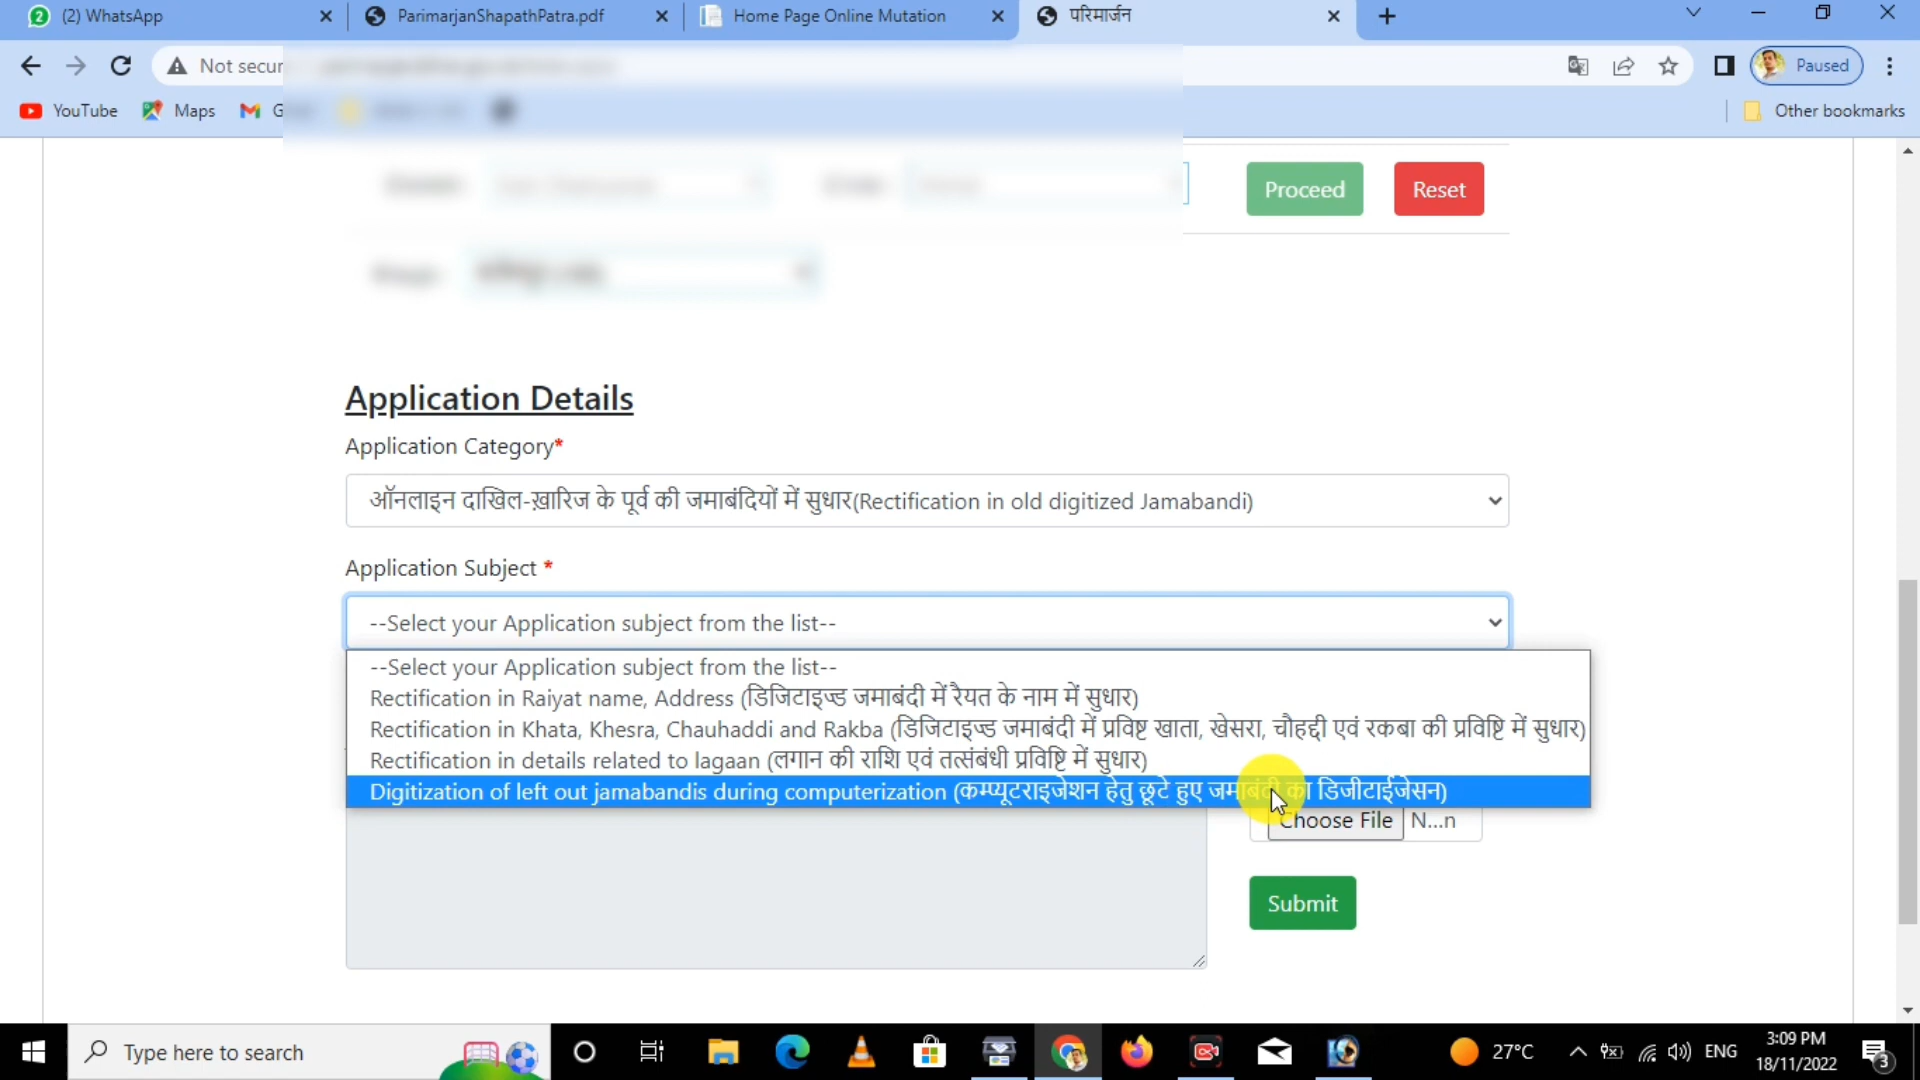 2 (2) WhatsApp
ParimarjanShapathPatra.pdf
Home Page Online Mutation
परिमार्जन
Not secur
Paused
YouTube
Maps
Other bookmarks
Proceed
Reset
Application Details
Application Category*
ऑनलाइन दाखिल-ख़ारिज के पूर्व की जमाबंदियों में सुधार(Rectification in old digitized Jamabandi)
Application Subject *
--Select your Application subject from the list--
--Select your Application subject from the list--
Rectification in Raiyat name, Address (डिजिटाइज्ड जमाबंदी में रैयत के नाम में सुधार)
Rectification in Khata, Khesra, Chauhaddi and Rakba (डिजिटाइज्ड जमाबंदी में प्रविष्ट खाता, खेसरा, चौहद्दी एवं रकबा की प्रविष्टि में सुधार)
Rectification in details related to lagaan (लगान की राशि एवं तत्संबंधी प्रविष्टि में सुधार)
Digitization of left out jamabandis during computerization (कम्प्यूटराइजेशन हेतु छूटे हुए जमाबंदी का डिजीटाईजेसन)
Choose File N...n
Submit
Type here to search
27°C
ENG
3:09 PM
18/11/2022
3